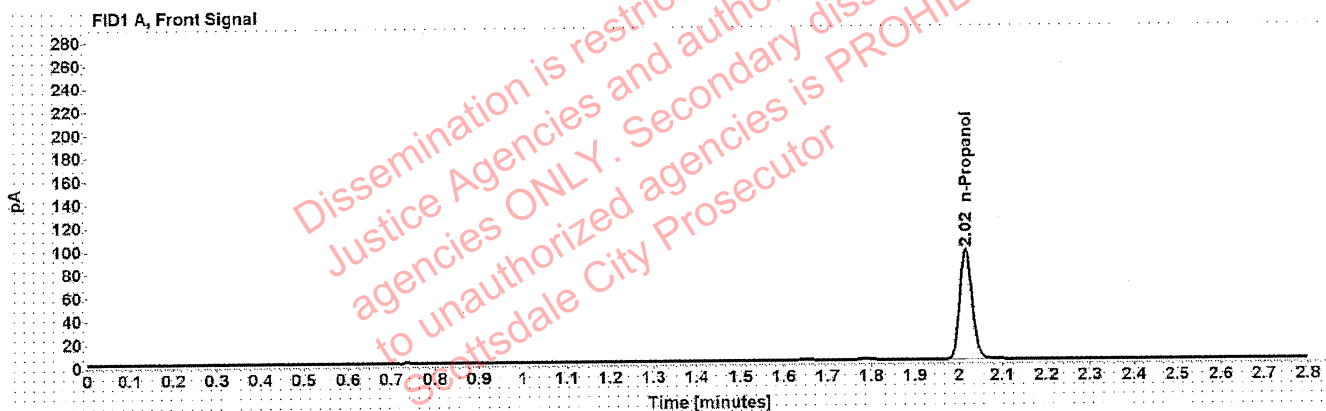 FID1 A, Front Signal
280
260
240
220
200
180
160
140
120
100
80
60
40
20
0
pA
2.02 n-Propanol
0 0.1 0.2 0.3 0.4 0.5 0.6 0.7 0.8 0.9 1 1.1 1.2 1.3 1.4 1.5 1.6 1.7 1.8 1.9 2 2.1 2.2 2.3 2.4 2.5 2.6 2.7 2.8
Time [minutes]
Dissemination is
Justice Agencies and
agencies ONLY. Secondary
to unauthorized agencies is
Scottsdale City Prosecutor